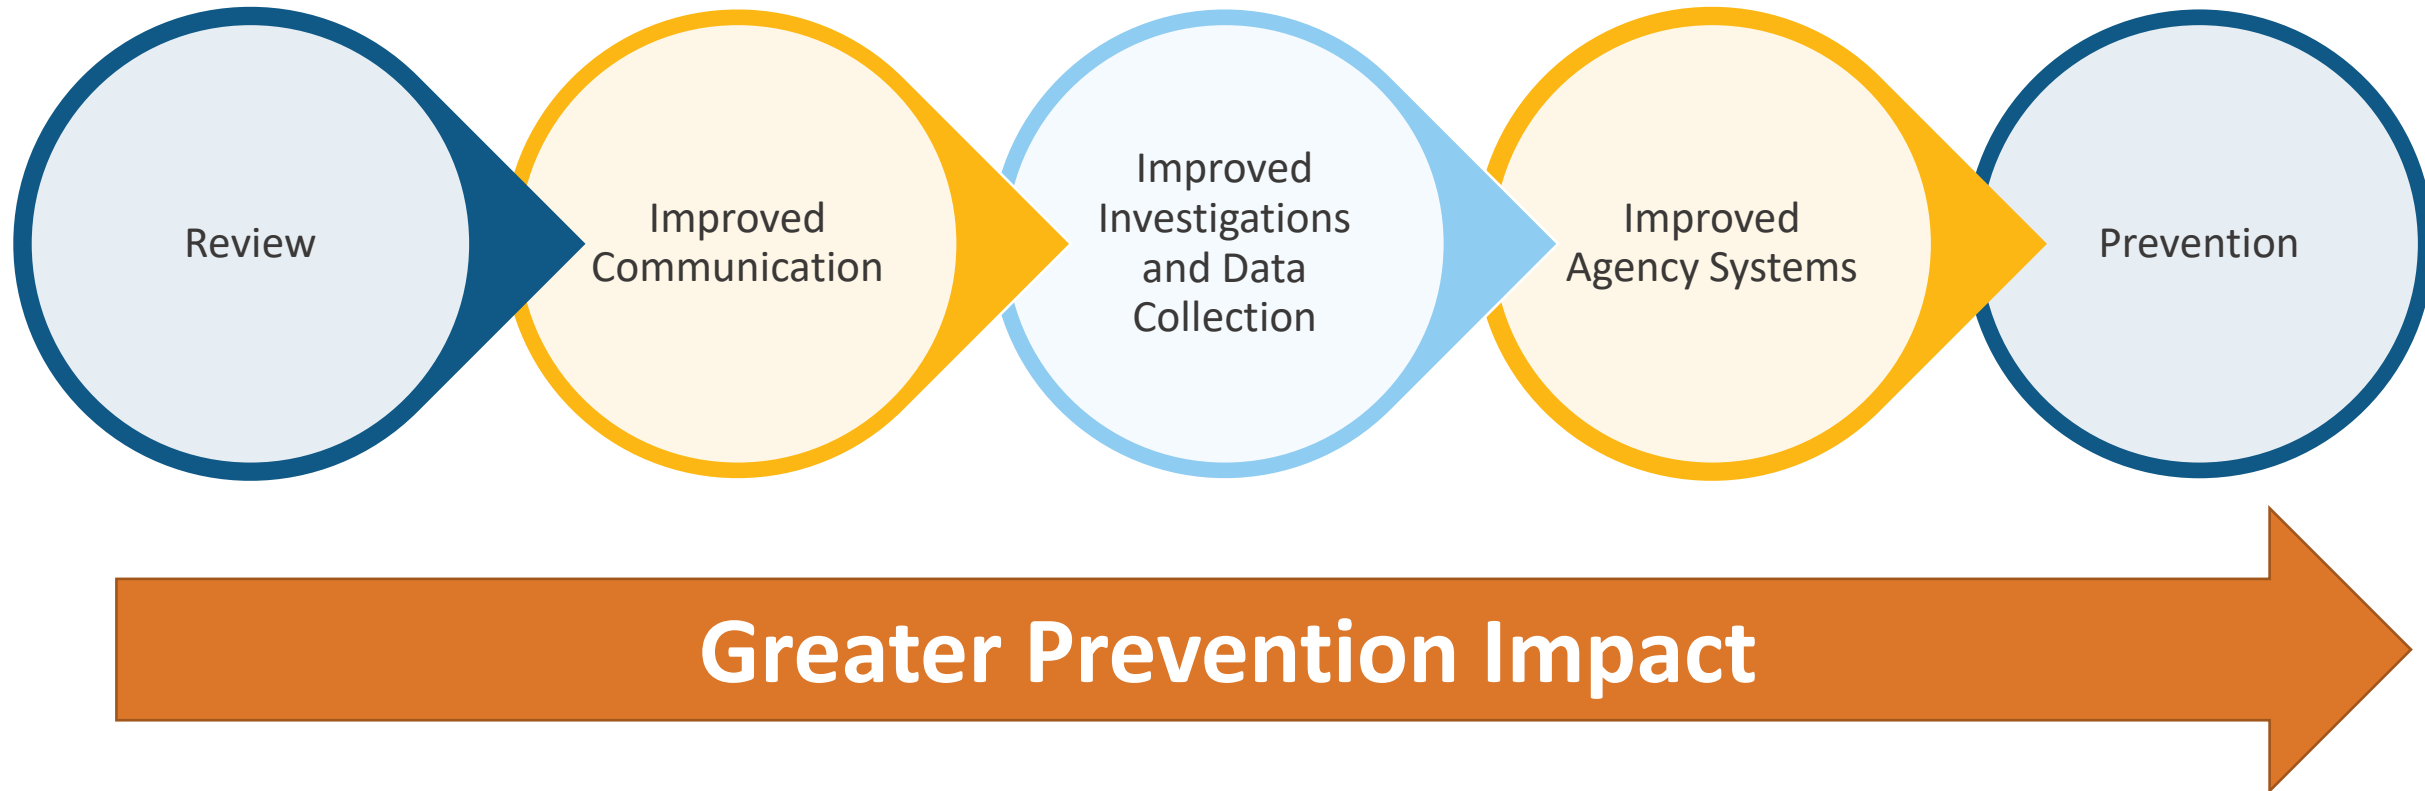 Review
Improved
Communication
Improved
Investigations
and Data
Collection
Improved
Agency Systems
Prevention
Greater Prevention Impact